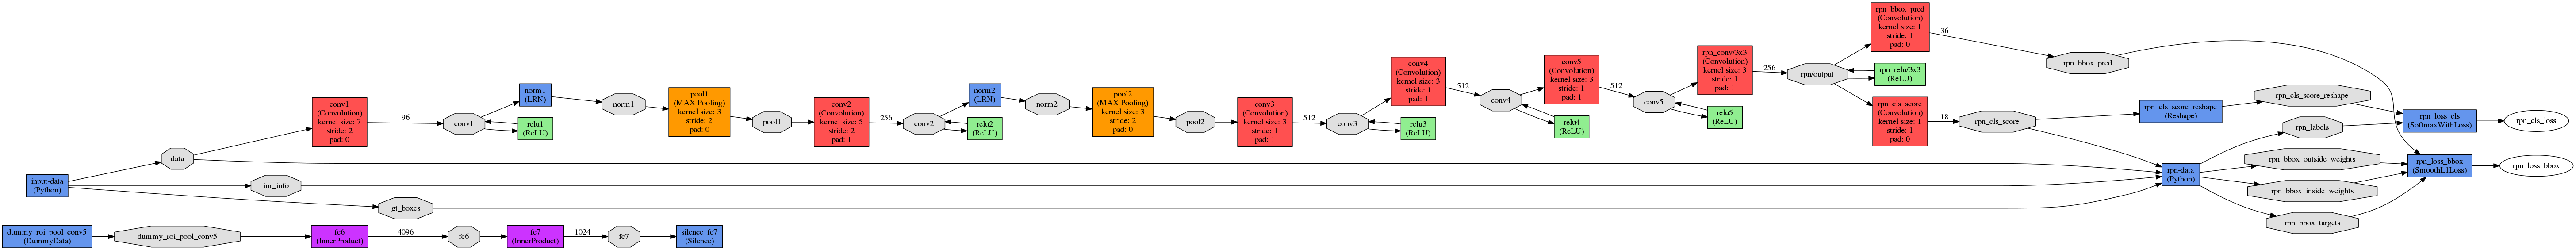 input-data
(Python)
data
im_info
gt_boxes
conv1
(Convolution)
kernel size: 7
stride: 2
pad: 0
96
conv1
norm1
(LRN)
relu1
(ReLU)
norm1
pool1
(MAX Pooling)
kernel size: 3
stride: 2
pad: 0
pool1
conv2
(Convolution)
kernel size: 5
stride: 2
pad: 1
256
conv2
norm2
(LRN)
relu2
(ReLU)
norm2
pool2
(MAX Pooling)
kernel size: 3
stride: 2
pad: 0
pool2
conv3
(Convolution)
kernel size: 3
stride: 1
pad: 1
512
conv3
relu3
(ReLU)
conv4
(Convolution)
kernel size: 3
stride: 1
pad: 1
512
conv4
relu4
(ReLU)
conv5
(Convolution)
kernel size: 3
stride: 1
pad: 1
512
conv5
relu5
(ReLU)
rpn_conv/3x3
(Convolution)
kernel size: 3
stride: 1
pad: 1
256
rpn/output
rpn_bbox_pred
(Convolution)
kernel size: 1
stride: 1
pad: 0
36
rpn_relu/3x3
(ReLU)
rpn_cls_score
(Convolution)
kernel size: 1
stride: 1
pad: 0
18
rpn_cls_score
rpn_bbox_pred
rpn_cls_score_reshape
(Reshape)
rpn-data
(Python)
rpn_cls_score_reshape
rpn_labels
rpn_bbox_outside_weights
rpn_bbox_inside_weights
rpn_bbox_targets
rpn_loss_cls
(SoftmaxWithLoss)
rpn_loss_bbox
(SmoothL1Loss)
rpn_cls_loss
rpn_loss_bbox
dummy_roi_pool_conv5
(DummyData)
dummy_roi_pool_conv5
fc6
(InnerProduct)
4096
fc6
fc7
(InnerProduct)
1024
fc7
silence_fc7
(Silence)